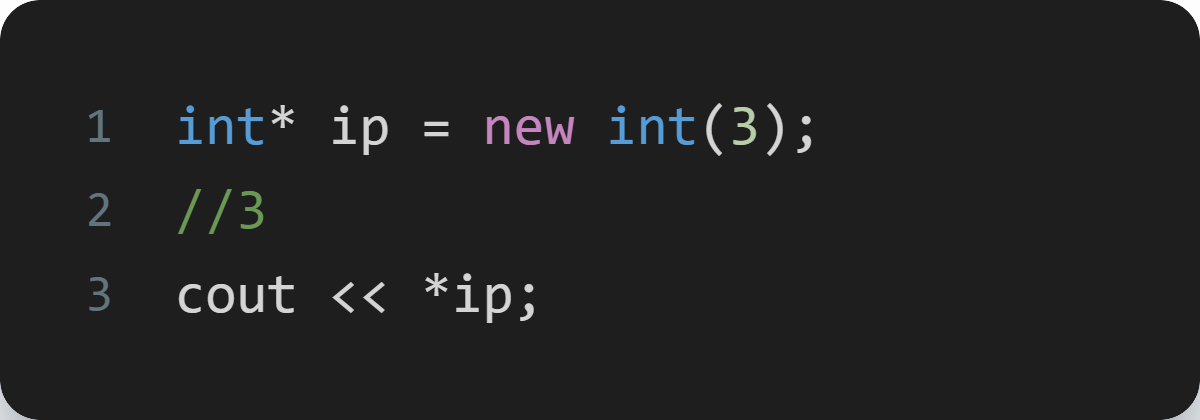 1 int* ip = new int(3);
2 //3
3 cout << *ip;